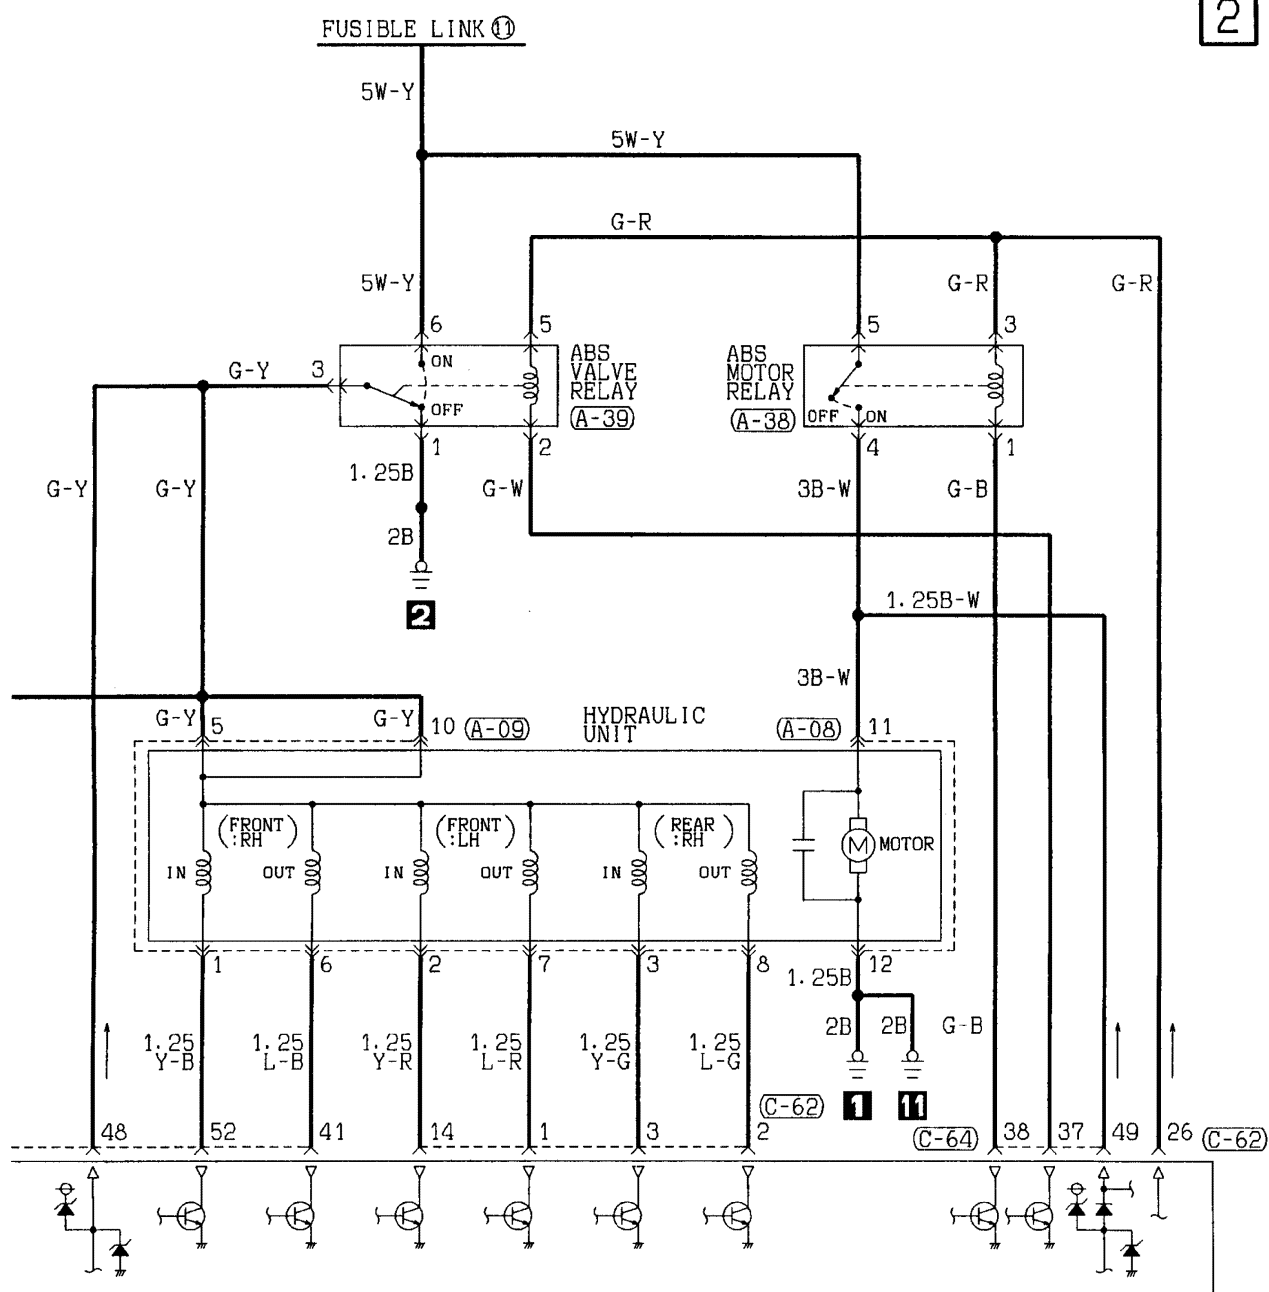 2
FUSIBLE LINK ⑪
5W-Y
5W-Y
G-R
5W-Y
G-R
G-R
6
5
5
3
G-Y
3
ON
OFF
ABS
VALVE
RELAY
(A-39)
ABS
MOTOR
RELAY
(A-38)
OFF
ON
1
2
4
1
G-Y
G-Y
1.25B
G-W
3B-W
G-B
2B
2
1.25B-W
3B-W
G-Y
5
G-Y
10
(A-09)
HYDRAULIC
UNIT
(A-08)
11
(FRONT
:RH)
(FRONT
:LH)
(REAR
:RH)
IN
OUT
IN
OUT
IN
OUT
M
MOTOR
1
6
2
7
3
8
12
1.25B
1.25
Y-B
1.25
L-B
1.25
Y-R
1.25
L-R
1.25
Y-G
1.25
L-G
2B
2B
G-B
(C-62)
1
11
48
52
41
14
1
3
2
(C-64)
38
37
49
26
(C-62)